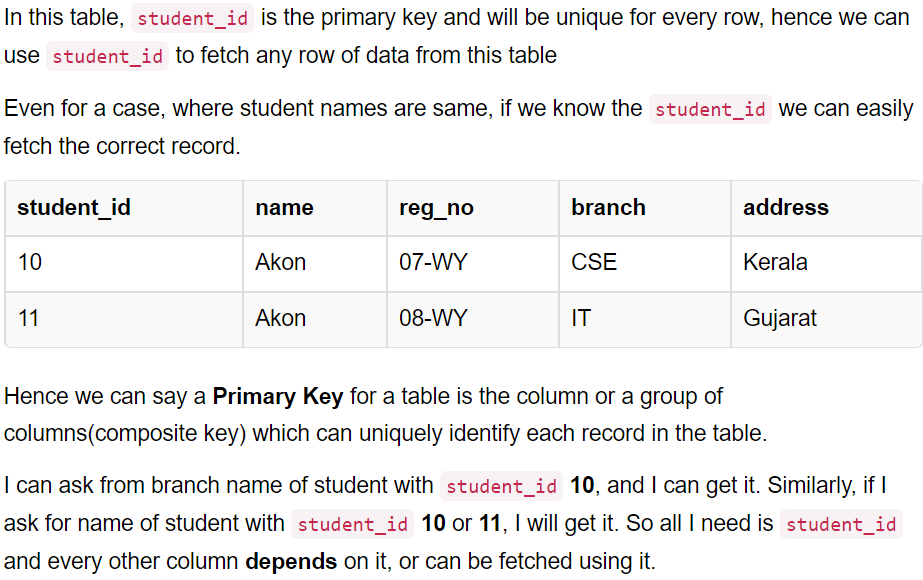 In this table, student_id is the primary key and will be unique for every row, hence we can
use student_id to fetch any row of data from this table
Even for a case, where student names are same, if we know the student_id we can easily
fetch the correct record.
student_id name reg_no branch address
10 Akon 07-WY CSE Kerala
11 Akon 08-WY IT Gujarat
Hence we can say a Primary Key for a table is the column or a group of
columns(composite key) which can uniquely identify each record in the table.
I can ask from branch name of student with student_id 10, and I can get it. Similarly, if I
ask for name of student with student_id 10 or 11, I will get it. So all I need is student_id
and every other column depends on it, or can be fetched using it.